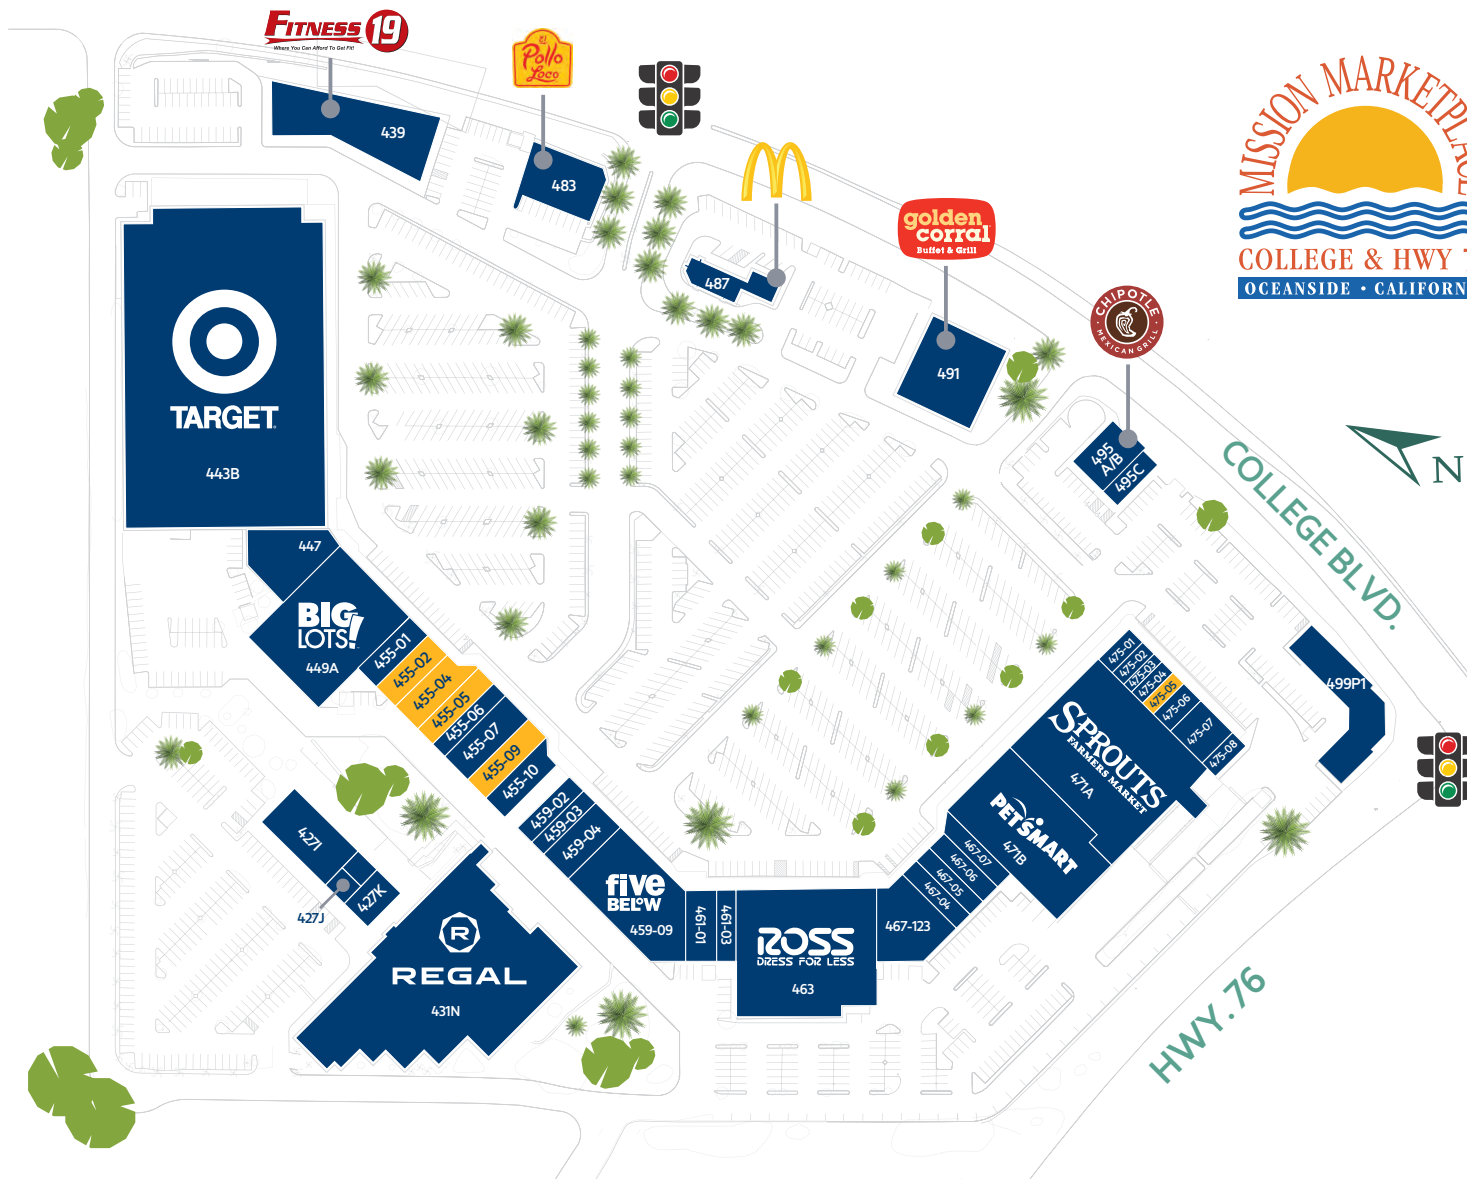 FITNESS 19
Where You Can Afford To Get Fit!
439
El
Pollo
Loco
483
487
golden
corral
Buffet & Grill
491
CHIPOTLE
MEXICAN GRILL
495
A/B
495C
MISSION MARKETPLACE
COLLEGE & HWY 7
OCEANSIDE • CALIFORN
N
COLLEGE BLVD.
HWY. 76
TARGET
443B
447
BIG
LOTS!
449A
455-01
455-02
455-04
455-05
455-06
455-07
455-09
455-10
459-02
459-03
459-04
five
BELOW
459-09
461-01
461-03
ROSS
DRESS FOR LESS
463
467-123
467-04
467-05
467-06
467-07
PETSMART
471B
SPROUTS
FARMERS MARKET
471A
475-01
475-02
475-03
475-04
475-05
475-06
475-07
475-08
499P1
427I
427J
427K
R
REGAL
431N